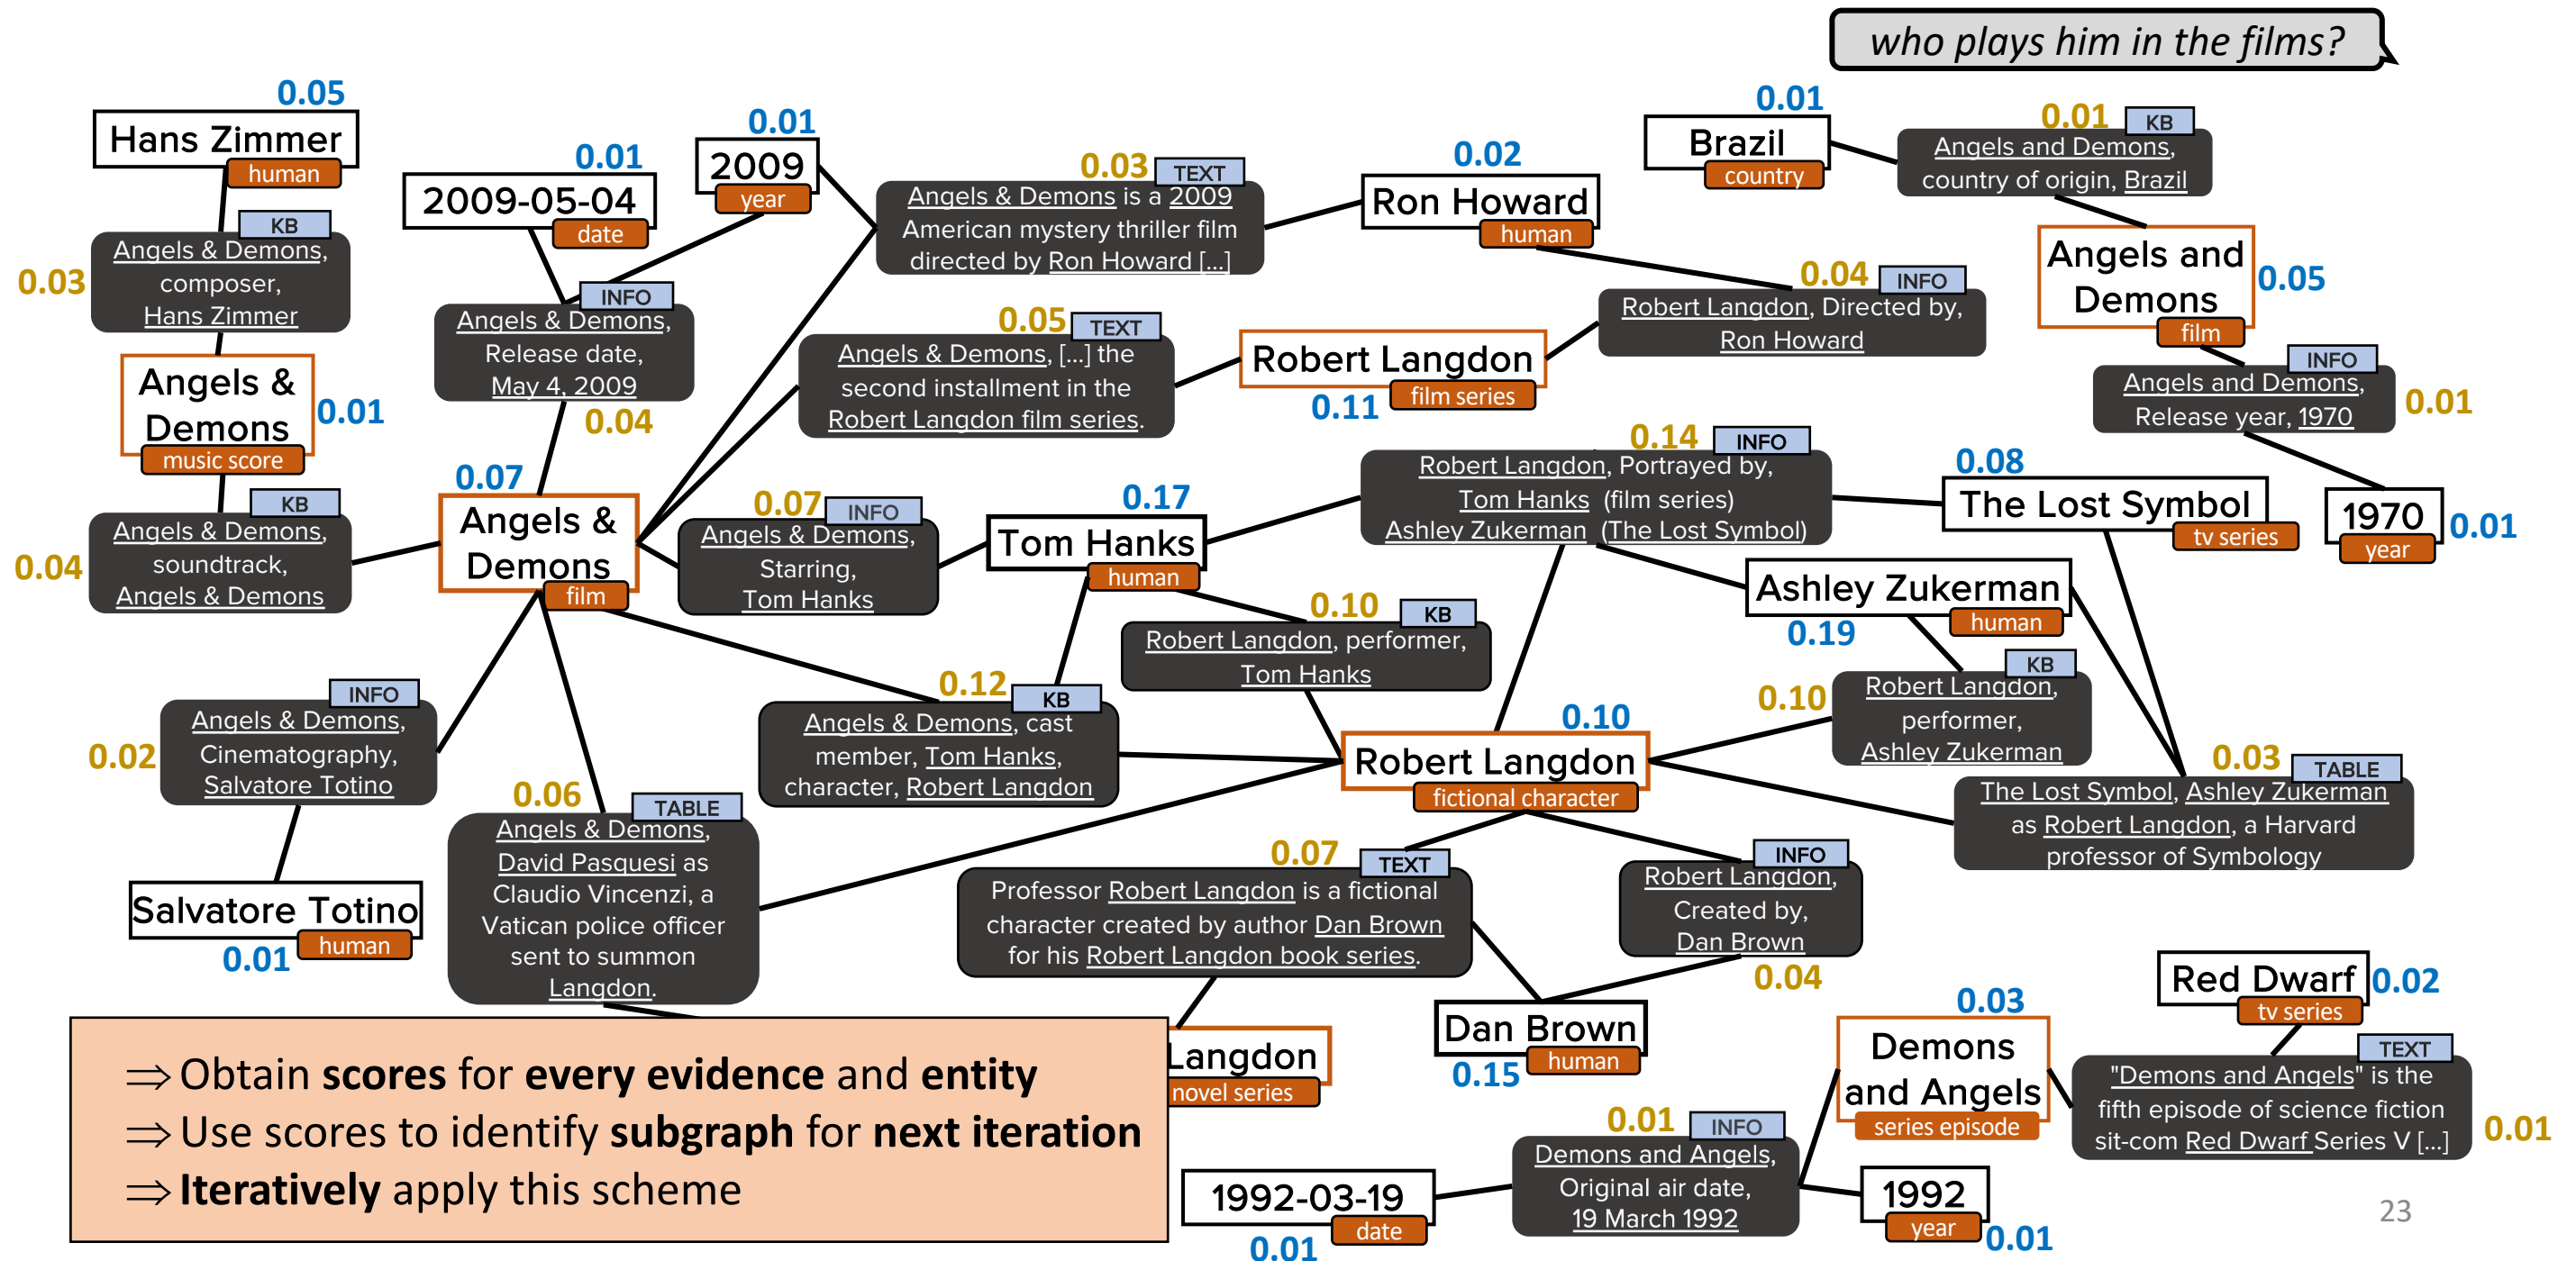 who plays him in the films?
0.05
Hans Zimmer
human
KB
Angels & Demons,
composer,
Hans Zimmer
0.03
Angels &
Demons
music score
0.01
KB
Angels & Demons,
soundtrack,
Angels & Demons
0.04
0.01
2009-05-04
date
0.01
2009
year
INFO
Angels & Demons,
Release date,
May 4, 2009
0.04
0.03
TEXT
Angels & Demons is a 2009
American mystery thriller film
directed by Ron Howard [...]
0.02
Ron Howard
human
0.01
Brazil
country
0.01
KB
Angels and Demons,
country of origin, Brazil
Angels and
Demons
film
0.05
0.04
INFO
Robert Langdon, Directed by,
Ron Howard
0.05
TEXT
Angels & Demons, [...] the
second installment in the
Robert Langdon film series.
Robert Langdon
film series
0.11
INFO
Angels and Demons,
Release year, 1970
0.01
1970
year
0.01
0.07
Angels &
Demons
film
0.07
INFO
Angels & Demons,
Starring,
Tom Hanks
0.17
Tom Hanks
human
0.14
INFO
Robert Langdon, Portrayed by,
Tom Hanks (film series)
Ashley Zukerman (The Lost Symbol)
0.08
The Lost Symbol
tv series
Ashley Zukerman
human
0.19
0.10
KB
Robert Langdon, performer,
Tom Hanks
KB
Robert Langdon,
performer,
Ashley Zukerman
0.10
INFO
Angels & Demons,
Cinematography,
Salvatore Totino
0.02
0.12
KB
Angels & Demons, cast
member, Tom Hanks,
character, Robert Langdon
0.10
Robert Langdon
fictional character
0.03
TABLE
The Lost Symbol, Ashley Zukerman
as Robert Langdon, a Harvard
professor of Symbology
0.06
TABLE
Angels & Demons,
David Pasquesi as
Claudio Vincenzi, a
Vatican police officer
sent to summon
Langdon.
Salvatore Totino
human
0.01
0.07
TEXT
Professor Robert Langdon is a fictional
character created by author Dan Brown
for his Robert Langdon book series.
INFO
Robert Langdon,
Created by,
Dan Brown
0.04
Langdon
novel series
Dan Brown
human
0.15
0.03
Demons
and Angels
series episode
Red Dwarf
tv series
0.02
TEXT
"Demons and Angels" is the
fifth episode of science fiction
sit-com Red Dwarf Series V [...]
0.01
0.01
INFO
Demons and Angels,
Original air date,
19 March 1992
1992-03-19
date
0.01
1992
year
0.01
⇒ Obtain scores for every evidence and entity
⇒ Use scores to identify subgraph for next iteration
⇒ Iteratively apply this scheme
23